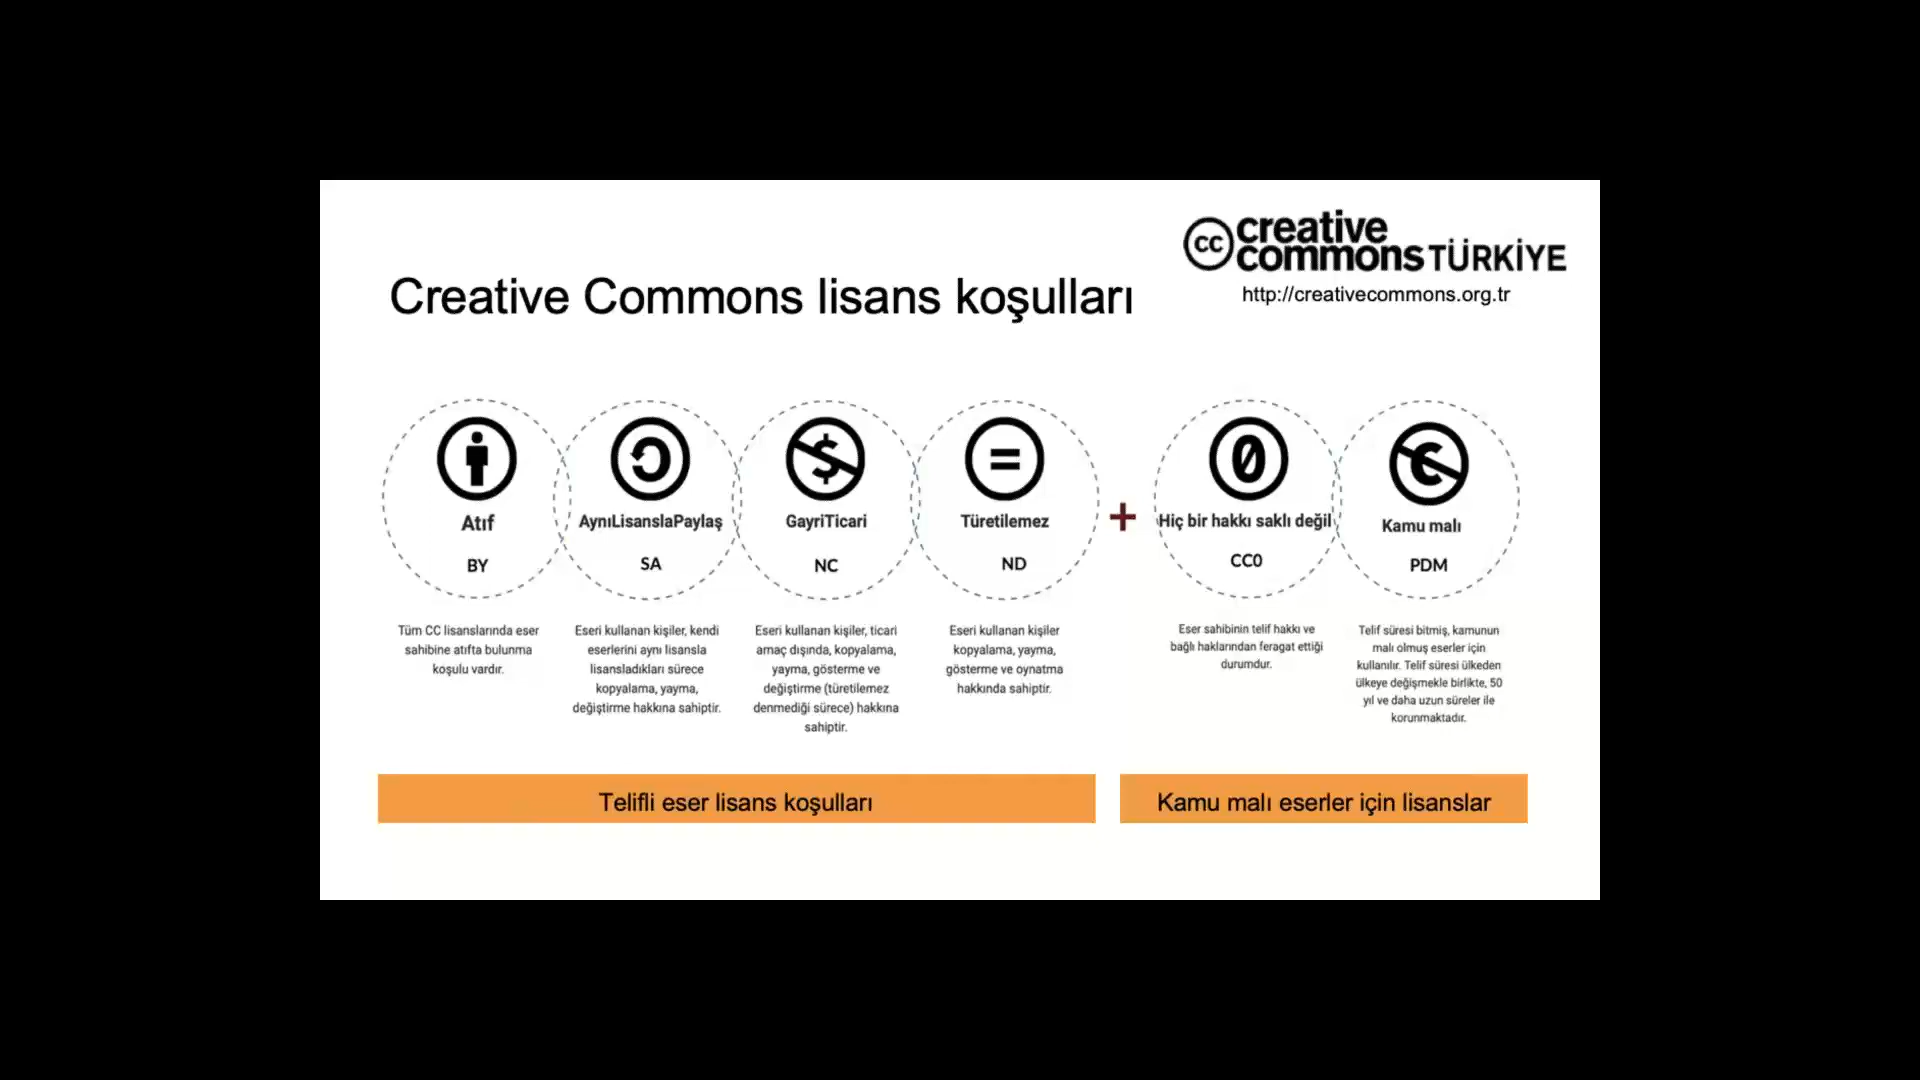 creative
commons TÜRKİYE
http://creativecommons.org.tr
Creative Commons lisans koşulları
Atıf
BY
Tüm CC lisanslarında eser
sahibine atıfta bulunma
koşulu vardır.
AynıLisanslaPaylaş
SA
Eseri kullanan kişiler, kendi
eserlerini aynı lisansla
lisansladıkları sürece
kopyalama, yayma,
değiştirme hakkına sahiptir.
GayriTicari
NC
Eseri kullanan kişiler, ticari
amaç dışında, kopyalama,
yayma, gösterme ve
değiştirme (türetilemez
denmediği sürece) hakkına
sahiptir.
Türetilemez
ND
Eseri kullanan kişiler
kopyalama, yayma,
gösterme ve oynatma
hakkında sahiptir.
+
Hiç bir hakkı saklı değil
CC0
Eser sahibinin telif hakkı ve
bağlı haklarından feragat ettiği
durumdur.
Kamu malı
PDM
Telif süresi bitmiş, kamunun
malı olmuş eserler için
kullanılır. Telif süresi ülkeden
ülkeye değişmekle birlikte, 50
yıl ve daha uzun süreler ile
korunmaktadır.
Telifli eser lisans koşulları
Kamu malı eserler için lisanslar